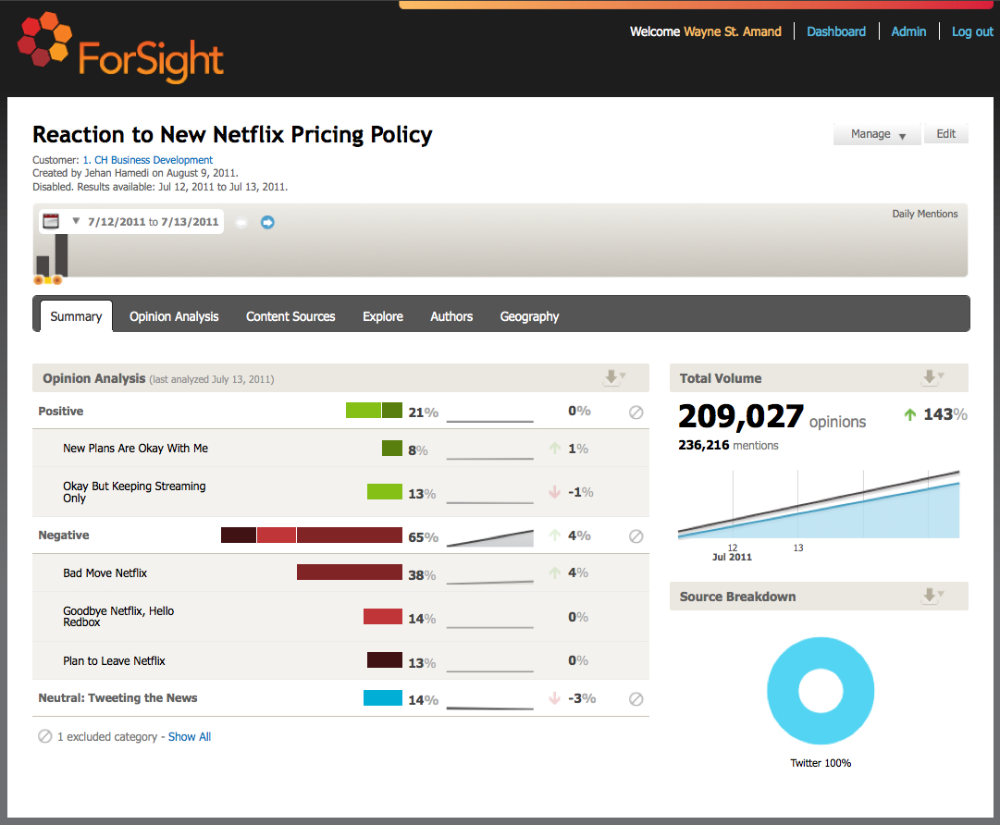 ForSight
Welcome Wayne St. Amand Dashboard Admin Log out
Reaction to New Netflix Pricing Policy
Manage Edit
Customer: 1. CH Business Development
Created by Jehan Hamedi on August 9, 2011.
Disabled. Results available: Jul 12, 2011 to Jul 13, 2011.
7/12/2011 to 7/13/2011
Daily Mentions
Summary Opinion Analysis Content Sources Explore Authors Geography
Opinion Analysis (last analyzed July 13, 2011)
Positive 21% 0%
New Plans Are Okay With Me 8% 1%
Okay But Keeping Streaming
Only 13% -1%
Negative 65% 4%
Bad Move Netflix 38% 4%
Goodbye Netflix, Hello
Redbox 14% 0%
Plan to Leave Netflix 13% 0%
Neutral: Tweeting the News 14% -3%
1 excluded category - Show All
Total Volume
209,027 opinions 143%
236,216 mentions
12 13
Jul 2011
Source Breakdown
Twitter 100%